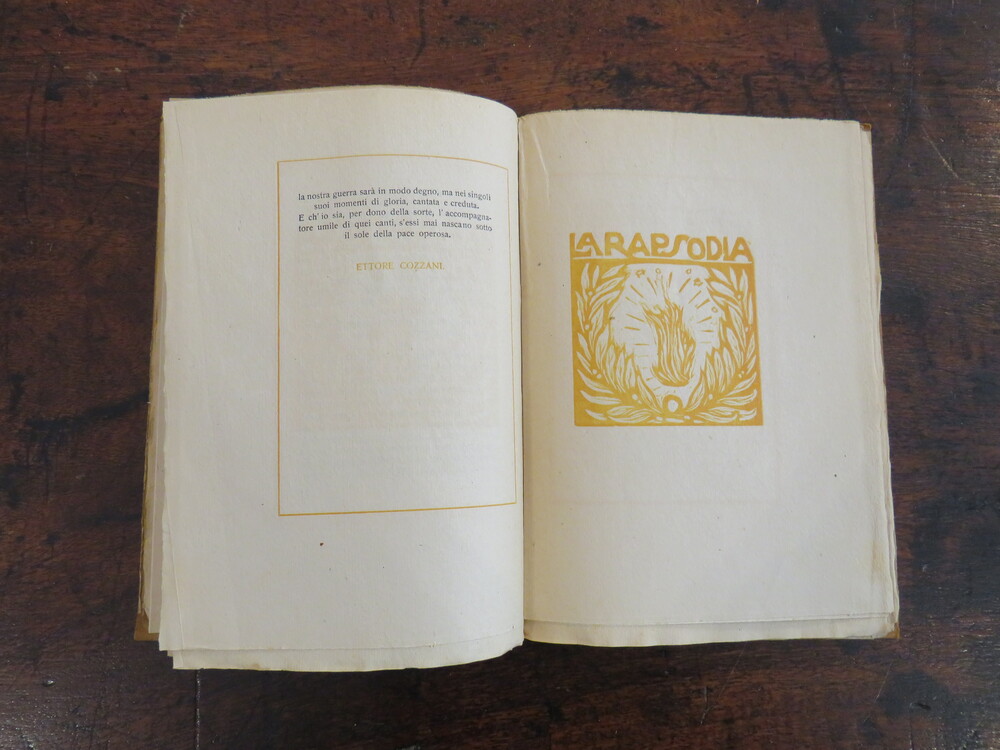 la nostra guerra sarà in modo degno, ma nei singoli
suoi momenti di gloria, cantata e creduta.
E ch' io sia, per dono della sorte, l' accompagna-
tore umile di quei canti, s'essi mai nascano sotto
il sole della pace operosa.
ETTORE COZZANI.
LA RAPSODIA